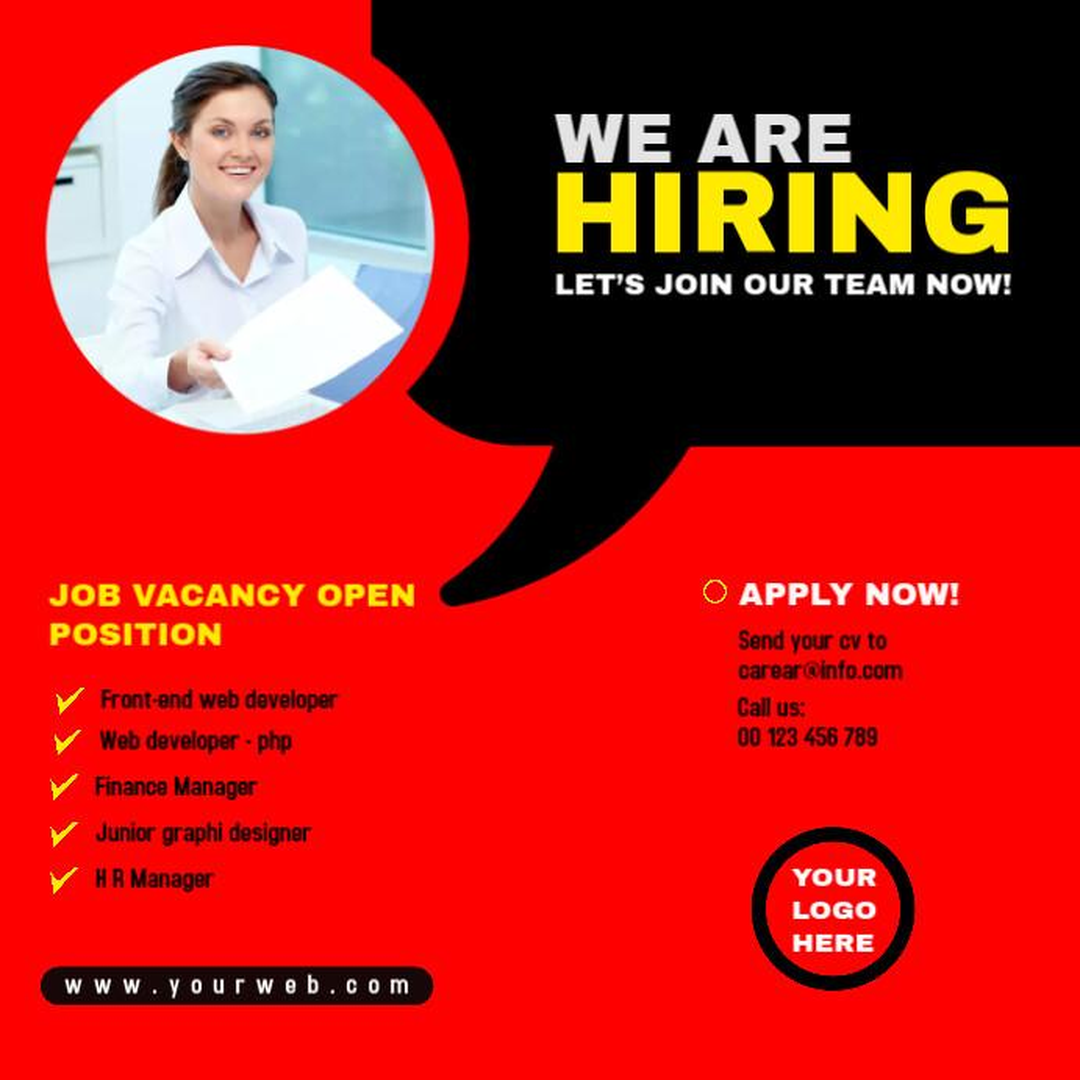 WE ARE
HIRING
LET'S JOIN OUR TEAM NOW!
JOB VACANCY OPEN
POSITION
Front-end web developer
Web developer - php
Finance Manager
Junior graphi designer
H R Manager
www.yourweb.com
APPLY NOW!
Send your cv to
carear@info.com
Call us:
00 123 456 789
YOUR
LOGO
HERE